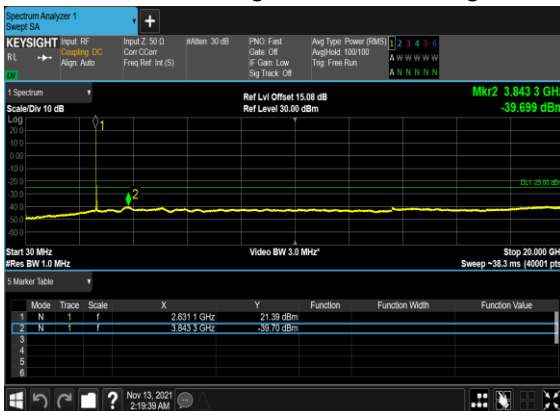 Spectrum Analyzer 1
Swept SA
KEYSIGHT Input: RF Input Z: 50 Ω #Atten: 30 dB PNO: Fast Avg Type: Power (RMS) 1 2 3 4 5 6
RL Coupling: DC Corr CCorr Gate: Off Avg|Hold: 100/100 A W W W W W
Align: Auto Freq Ref: Int (S) IF Gain: Low Trig: Free Run
Sig Track: Off A N N N N N
1 Spectrum Ref Lvl Offset 15.08 dB Mkr2 3.843 3 GHz
Scale/Div 10 dB Ref Level 30.00 dBm -39.699 dBm
Log
20.0 1
10.0
0.00
-10.0
-20.0 DL1 -25.00 dBm
-30.0
-40.0 2
-50.0
-60.0
Start 30 MHz Video BW 3.0 MHz* Stop 20.000 GH
#Res BW 1.0 MHz Sweep ~38.3 ms (40001 pts
5 Marker Table
Mode Trace Scale X Y Function Function Width Function Value
1 N 1 f 2.631 1 GHz 21.39 dBm
2 N 1 f 3.843 3 GHz -39.70 dBm
3
4
5
6
? Nov 13, 2021
2:19:39 AM